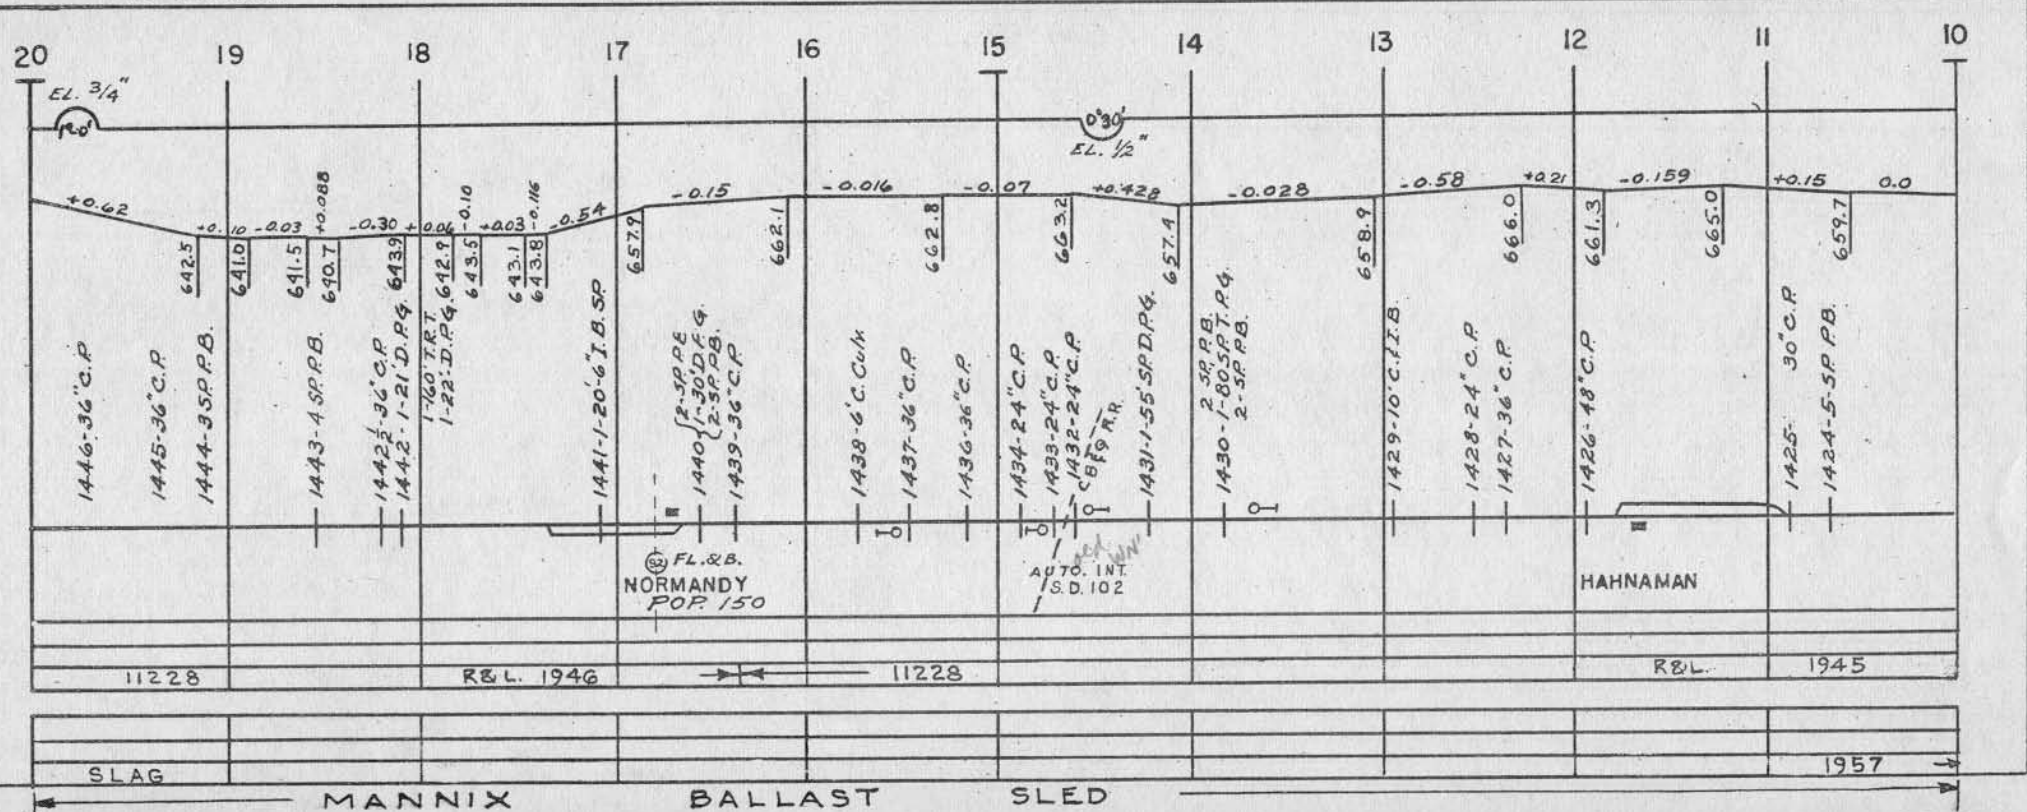 20 19 18 17 16 15 14 13 12 11 10
EL. 3/4"
1°0'
0°30'
EL. 1/2"
+0.62 +0.10 -0.03 +0.088 -0.30 +0.06 -0.10 +0.03 -0.116 -0.54 -0.15 -0.016 -0.07 +0.428 -0.028 -0.58 +0.21 -0.159 +0.15 0.0
642.5 641.0 641.5 640.7 643.9 642.9 643.5 643.1 643.8 657.9 662.1 662.8 663.2 657.4 658.9 666.0 661.3 665.0 659.7
1446-36"C.P.
1445-36"C.P.
1444-3 SP.P.B.
1443-4 SP.P.B.
1442½-36"C.P.
1442-1-21' D.P.G.
1-160' T.R.T.
1-22'-D.P.G.
1441-1-20'-6" I.B. SP.
1440
2-SP.P.B.
1-30' D.P.G.
2-SP.P.B.
1439-36"C.P.
1438-6' C. Culv.
1437-36"C.P.
1436-36"C.P.
1434-24"C.P.
1433-24"C.P.
1432-24"C.P.
C B & Q R.R.
1431-1-55' SP.D.P.G.
2 SP.P.B.
1430-1-80 SP.T.P.G.
2-SP.P.B.
1429-10" C.I.I.B.
1428-24" C.P.
1427-36" C.P.
1426-48" C.P.
1425- 30" C.P.
1424-5-SP.P.B.
92 FL.&B.
NORMANDY
POP. 150
AUTO. INT.
S.D. 102
HAHNAMAN
11228 R&L. 1946 11228 R&L. 1945
1957
SLAG
MANNIX BALLAST SLED